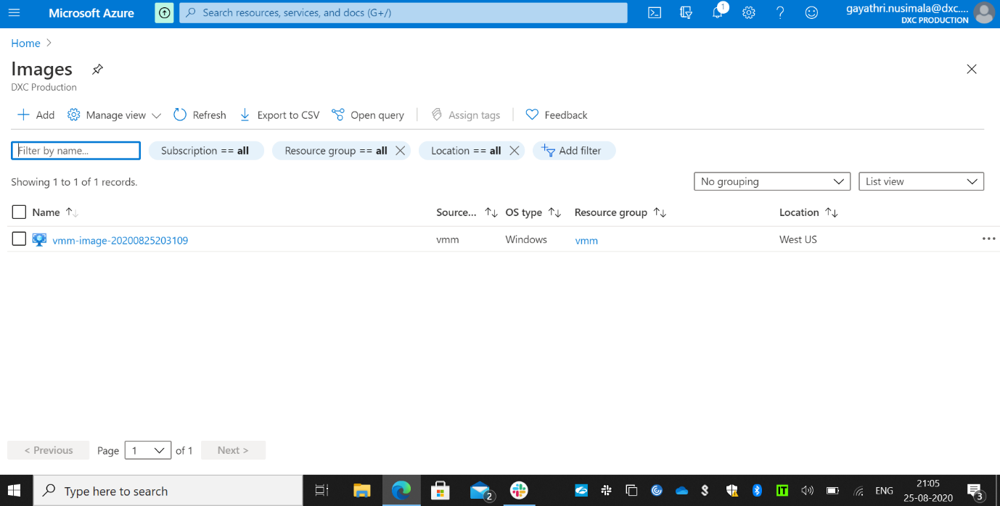 Microsoft Azure
Search resources, services, and docs (G+/)
1
gayathri.nusimala@dxc....
DXC PRODUCTION
Home
Images
DXC Production
Add
Manage view
Refresh
Export to CSV
Open query
Assign tags
Feedback
Filter by name...
Subscription == all
Resource group == all
Location == all
Add filter
Showing 1 to 1 of 1 records.
No grouping
List view
Name
Source...
OS type
Resource group
Location
vmm-image-20200825203109
vmm
Windows
vmm
West US
< Previous
Page
1
of 1
Next >
Type here to search
2
ENG
21:05
25-08-2020
3